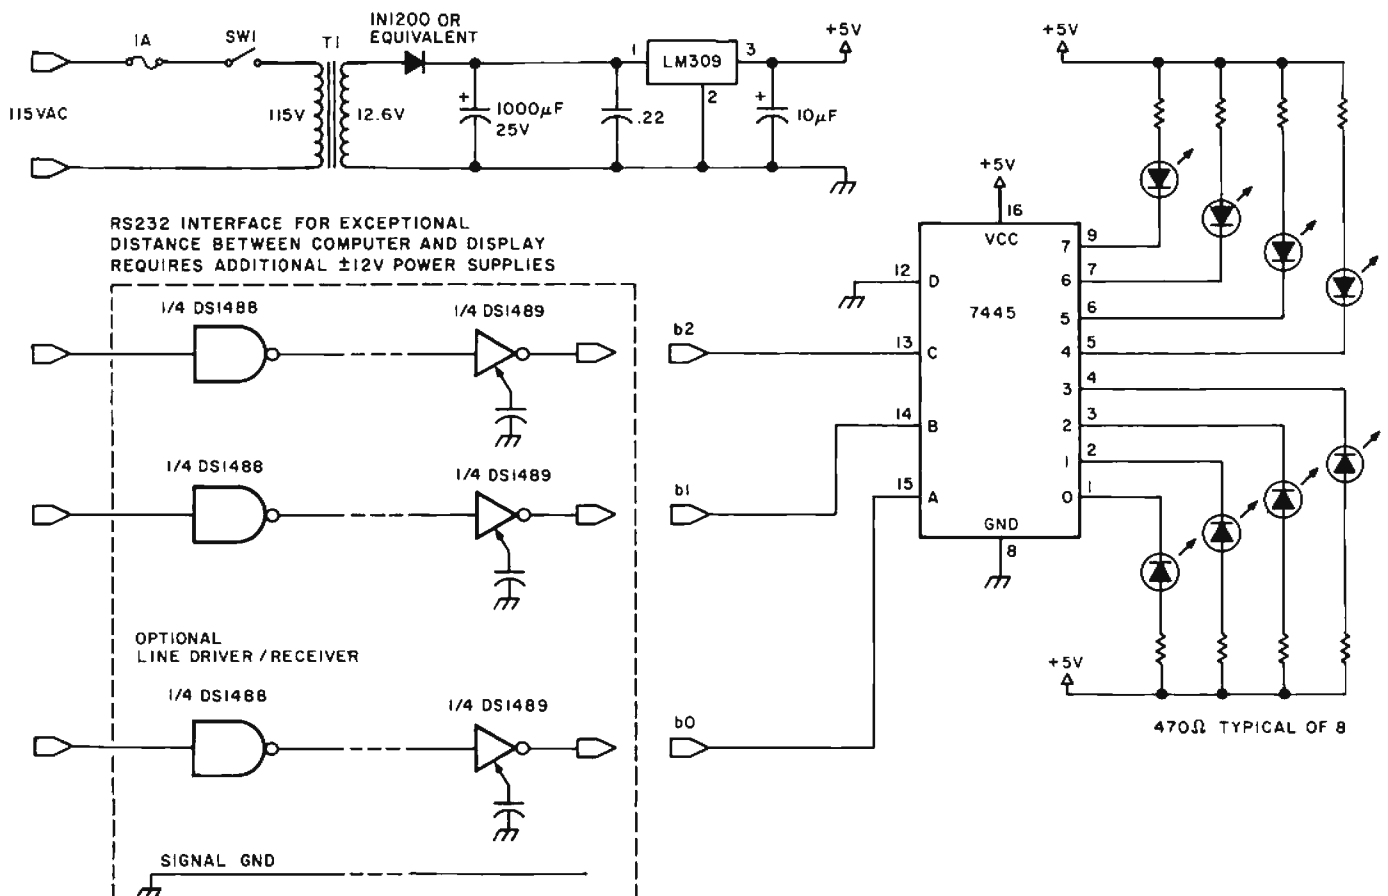 1A
SW1
T1
IN1200 OR
EQUIVALENT
1
LM309
3
2
+5V
+5V
115VAC
115V
12.6V
+
1000µF
25V
.22
+
10µF
+5V
RS232 INTERFACE FOR EXCEPTIONAL
DISTANCE BETWEEN COMPUTER AND DISPLAY
REQUIRES ADDITIONAL ±12V POWER SUPPLIES
16
VCC
7 9
12 D
6 7
7445
5 6
1/4 DS1488
1/4 DS1489
b2
13 C
4 5
3 4
14 B
2 3
1 2
1/4 DS1488
1/4 DS1489
b1
15 A
0 1
GND
8
OPTIONAL
LINE DRIVER/RECEIVER
+5V
1/4 DS1488
1/4 DS1489
b0
470Ω TYPICAL OF 8
SIGNAL GND